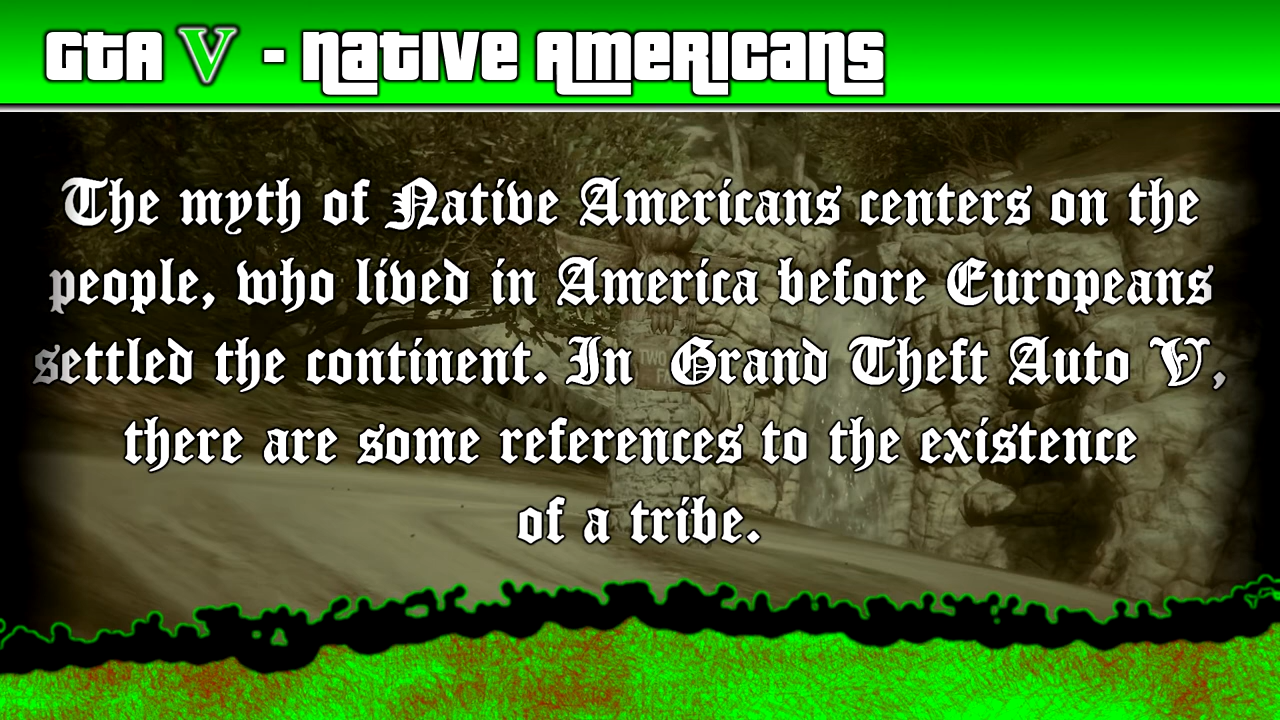 GTA V - Native Americans
The myth of Native Americans centers on the
people, who lived in America before Europeans
settled the continent. In Grand Theft Auto V,
there are some references to the existence
of a tribe.
TWO